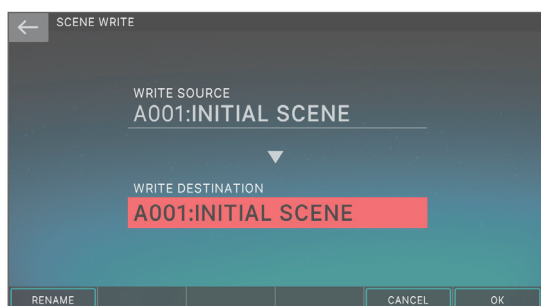 SCENE WRITE
WRITE SOURCE
A001:INITIAL SCENE
WRITE DESTINATION
A001:INITIAL SCENE
RENAME CANCEL OK